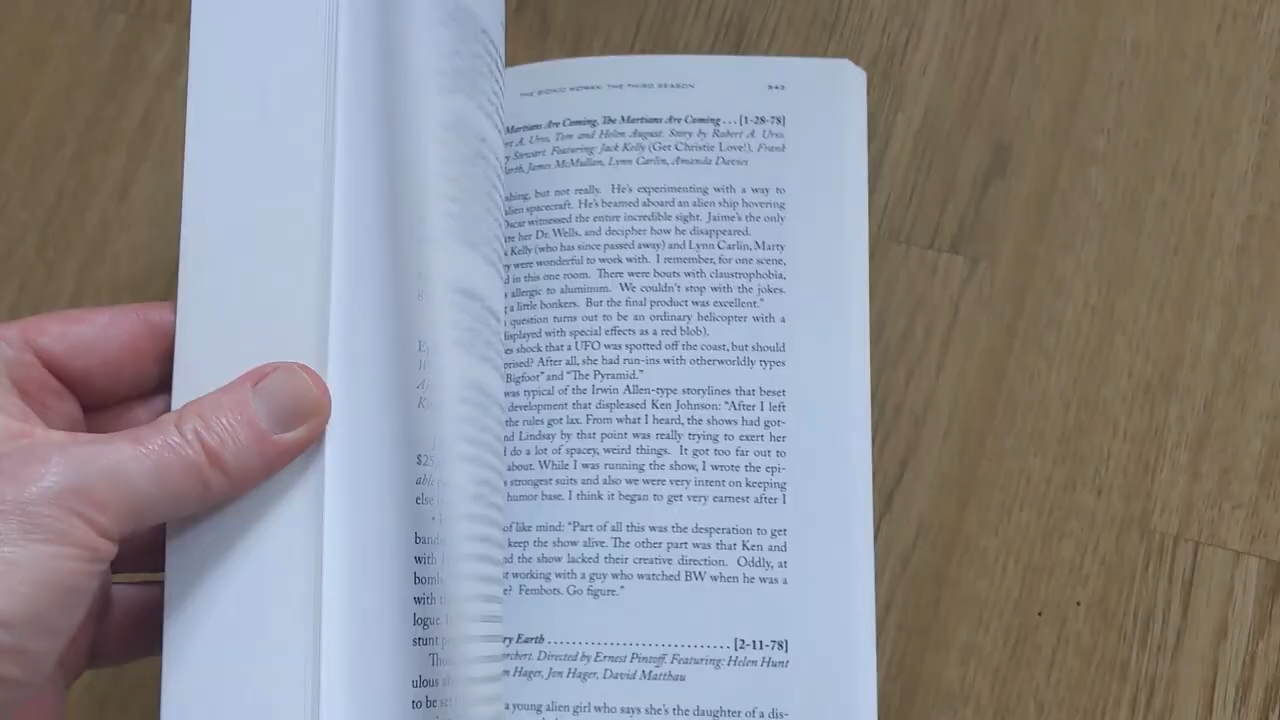 THE BIONIC WOMAN: THE THIRD SEASON 343
Martians Are Coming, The Martians Are Coming . . . [1-28-78]
A. Urso, Tom and Helen August. Story by Robert A. Urso,
Stewart. Featuring: Jack Kelly (Get Christie Love!), Frank
James McMullan, Lynn Carlin, Amanda Davies
but not really. He's experimenting with a way to
alien spacecraft. He's beamed aboard an alien ship hovering
Oscar witnessed the entire incredible sight. Jaime's the only
her Dr. Wells, and decipher how he disappeared.
Kelly (who has since passed away) and Lynn Carlin, Marty
were wonderful to work with. I remember, for one scene,
in this one room. There were bouts with claustrophobia,
allergic to aluminum. We couldn't stop with the jokes.
a little bonkers. But the final product was excellent."
question turns out to be an ordinary helicopter with a
displayed with special effects as a red blob).
shock that a UFO was spotted off the coast, but should
After all, she had run-ins with otherworldly types
Bigfoot" and "The Pyramid."
was typical of the Irwin Allen-type storylines that beset
development that displeased Ken Johnson: "After I left
the rules got lax. From what I heard, the shows had got-
nd Lindsay by that point was really trying to exert her
do a lot of spacey, weird things. It got too far out to
about. While I was running the show, I wrote the epi-
strongest suits and also we were very intent on keeping
humor base. I think it began to get very earnest after I
of like mind: "Part of all this was the desperation to get
keep the show alive. The other part was that Ken and
nd the show lacked their creative direction. Oddly, at
working with a guy who watched BW when he was a
e? Fembots. Go figure."
ry Earth . . . . . . . . . . . . . . . . . . . . . . . . . . . . [2-11-78]
Directed by Ernest Pintoff. Featuring: Helen Hunt
Hager, Jon Hager, David Matthau
a young alien girl who says she's the daughter of a dis-
$25
able
else
band
with
bomb
with t
logue.
stunt p
Tho
ulous
to be se